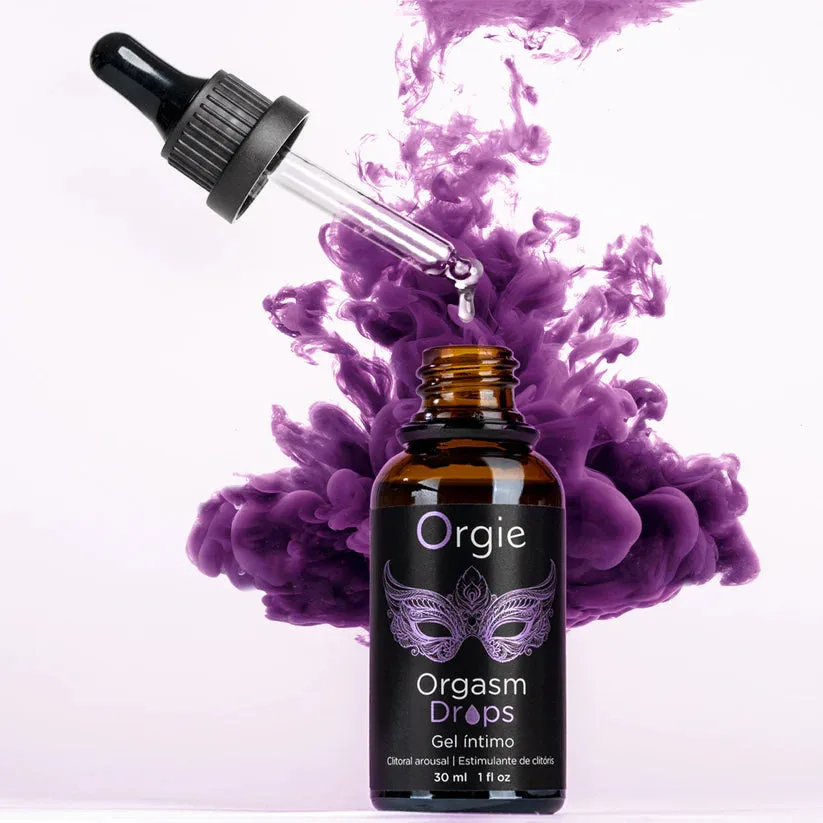 Orgie
Orgasm
Drops
Gel íntimo
Clitoral arousal | Estimulante de clitóris
30 ml 1 fl oz